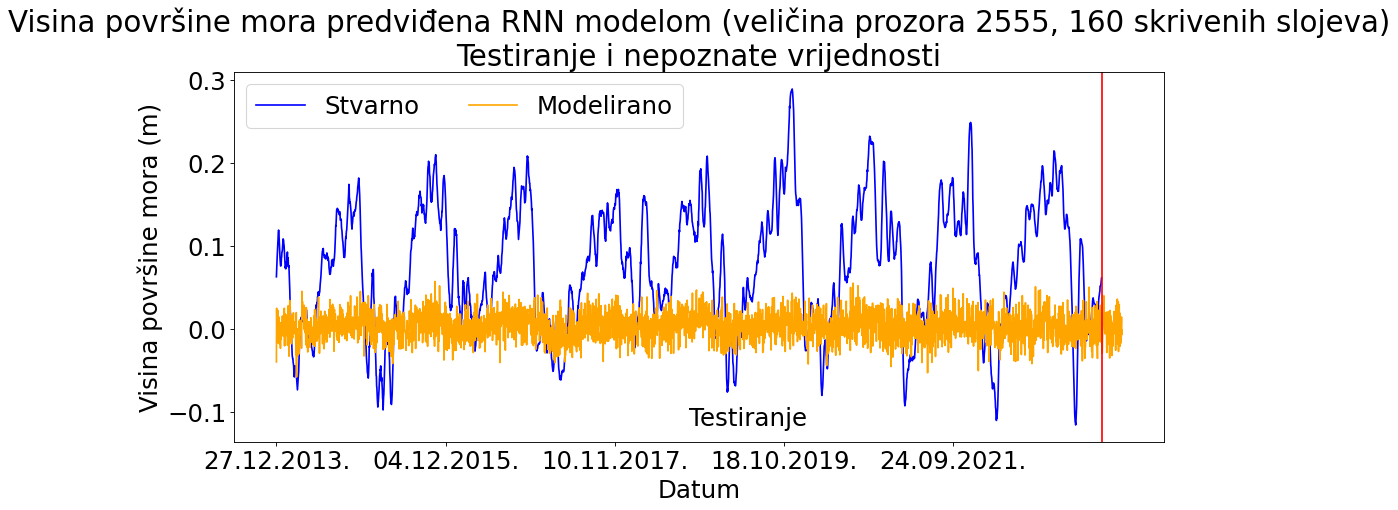 Visina površine mora predviđena RNN modelom (veličina prozora 2555, 160 skrivenih slojeva)
Testiranje i nepoznate vrijednosti
Stvarno
Modelirano
Visina površine mora (m)
0.3
0.2
0.1
0.0
−0.1
Testiranje
27.12.2013.
04.12.2015.
10.11.2017.
18.10.2019.
24.09.2021.
Datum